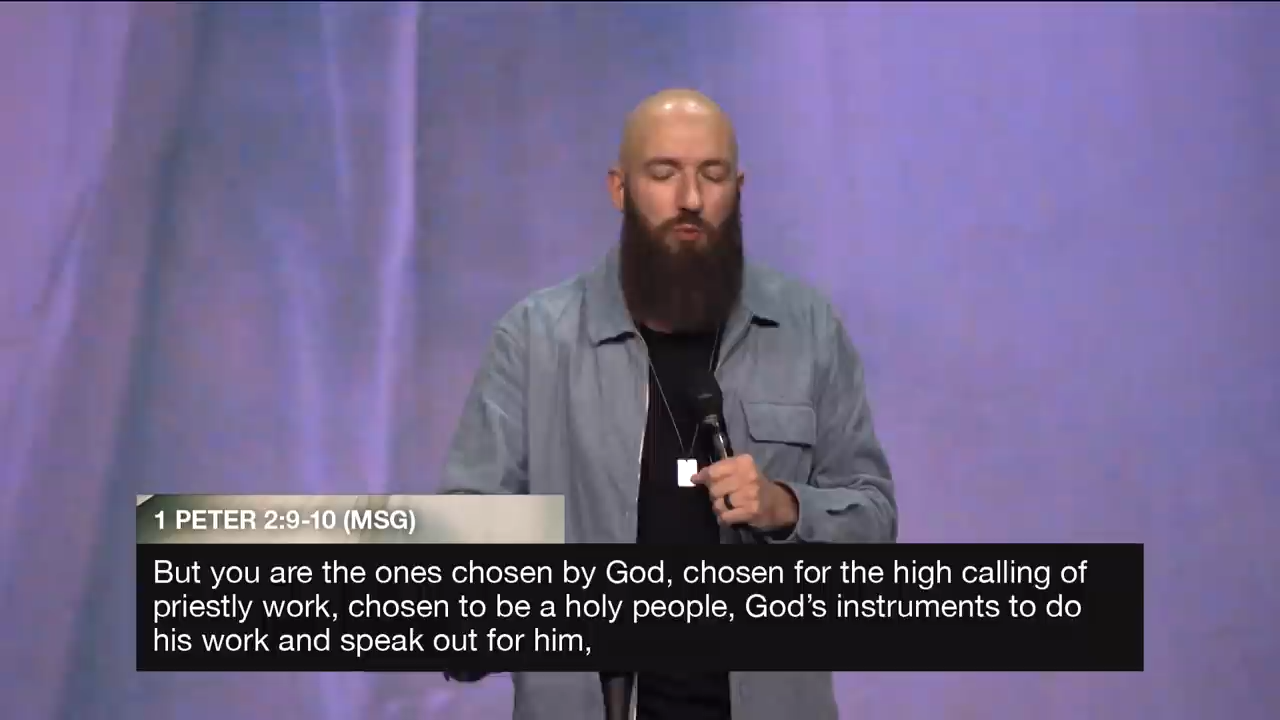 1 PETER 2:9-10 (MSG)
But you are the ones chosen by God, chosen for the high calling of
priestly work, chosen to be a holy people, God’s instruments to do
his work and speak out for him,